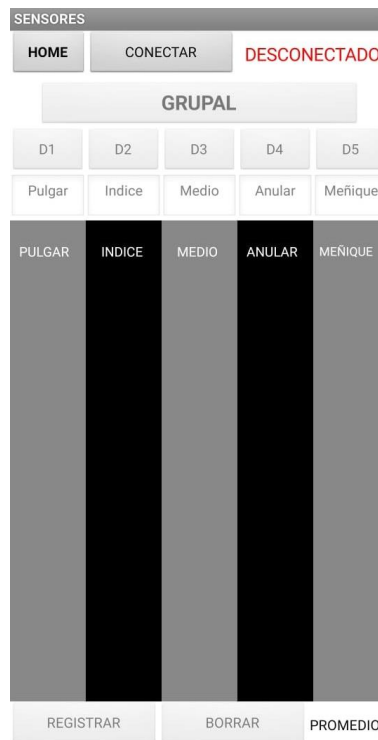 SENSORES
HOME CONECTAR DESCONECTADO
GRUPAL
D1 D2 D3 D4 D5
Pulgar Indice Medio Anular Meñique
PULGAR INDICE MEDIO ANULAR MEÑIQUE
REGISTRAR BORRAR PROMEDIO